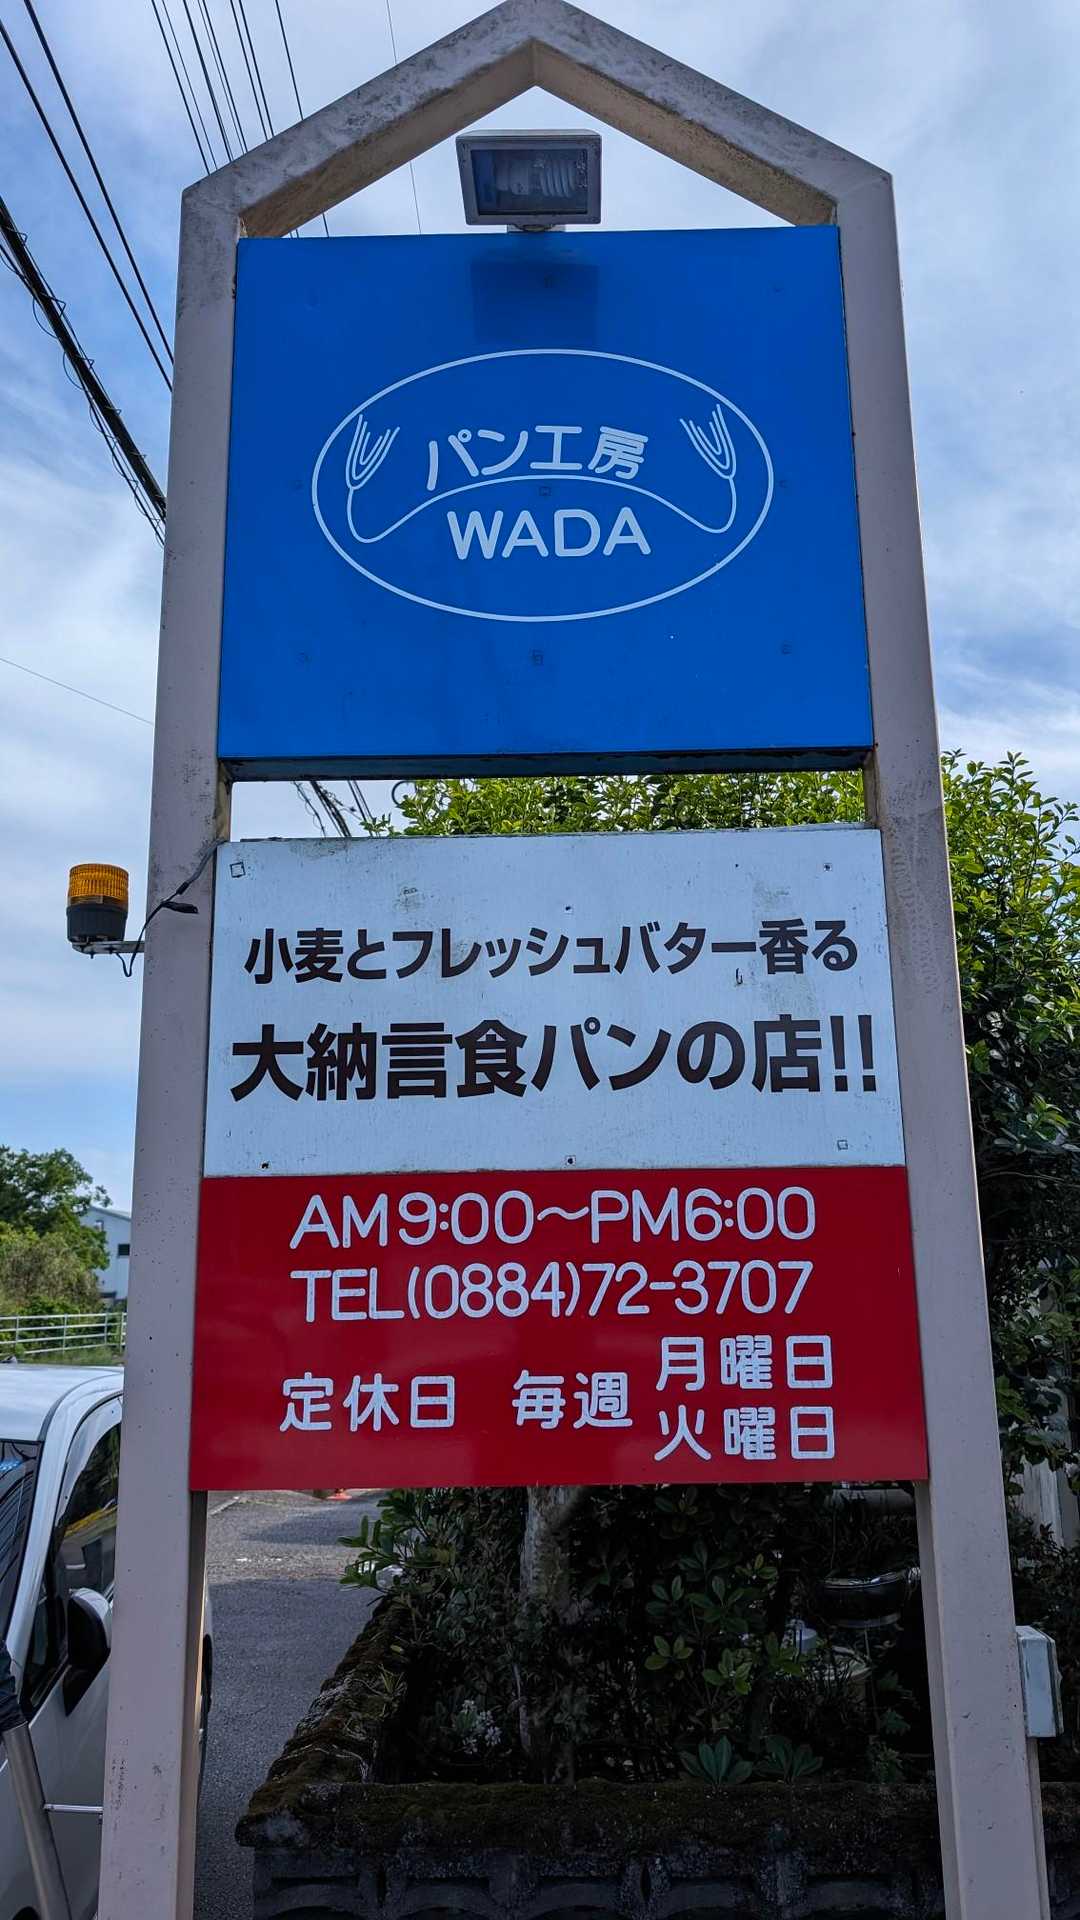 パン工房
WADA
小麦とフレッシュバター香る
大納言食パンの店!!
AM9:00～PM6:00
TEL(0884)72-3707
定休日 毎週 月曜日
火曜日